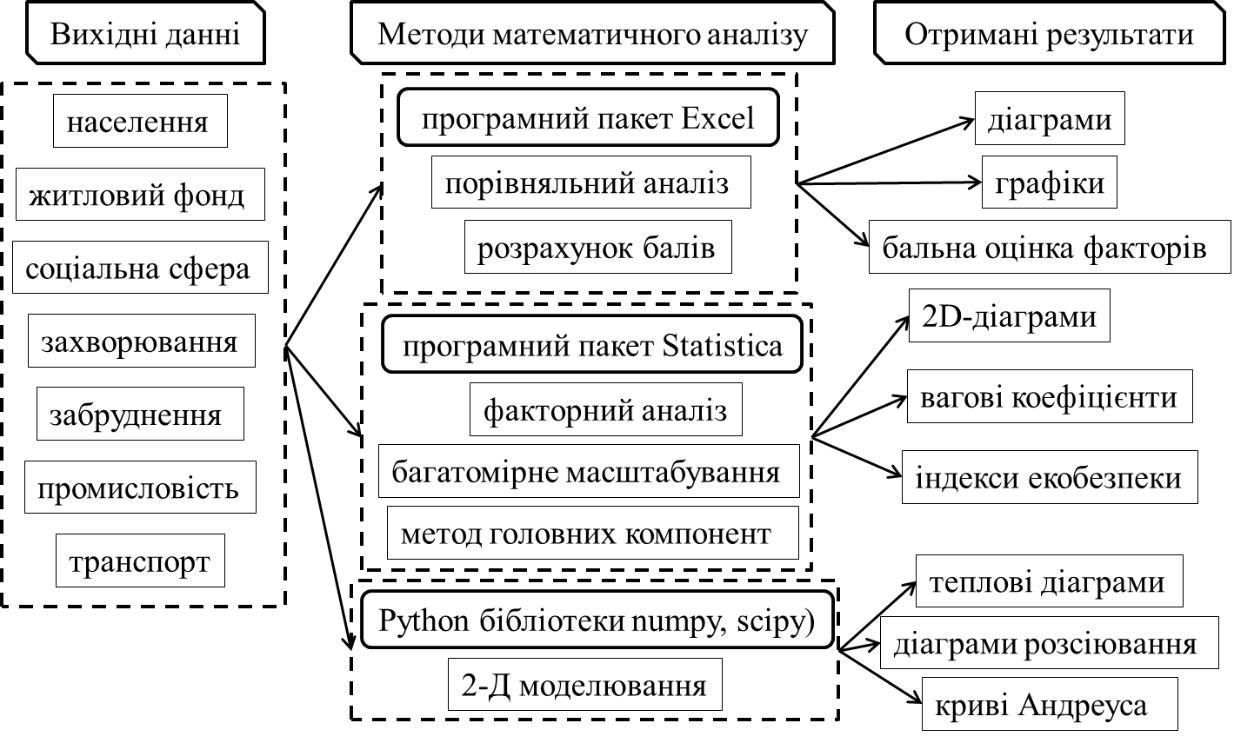 Вихідні данні
населення
житловий фонд
соціальна сфера
захворювання
забруднення
промисловість
транспорт
Методи математичного аналізу
програмний пакет Excel
порівняльний аналіз
розрахунок балів
програмний пакет Statistica
факторний аналіз
багатомірне масштабування
метод головних компонент
Python бібліотеки numpy, scipy)
2-Д моделювання
Отримані результати
діаграми
графіки
бальна оцінка факторів
2D-діаграми
вагові коефіцієнти
індекси екобезпеки
теплові діаграми
діаграми розсіювання
криві Андреуса